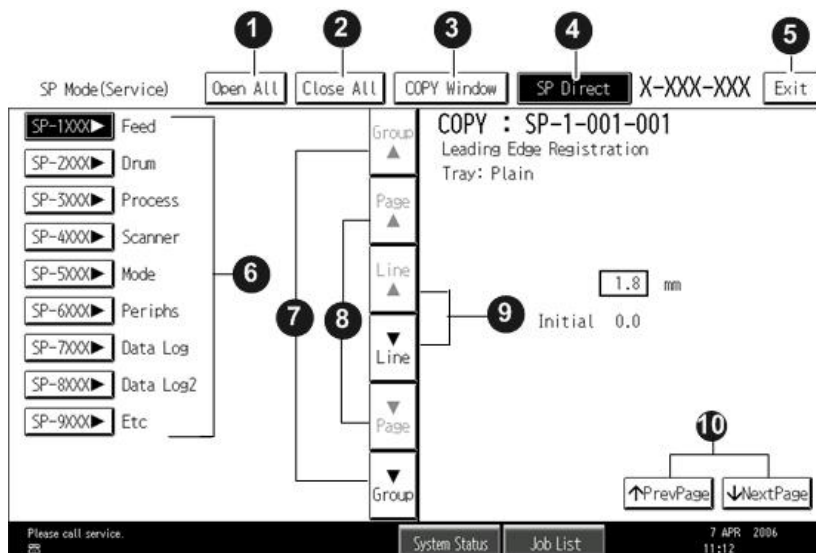 1 2 3 4 5
SP Mode(Service) Open All Close All COPY Window SP Direct X-XXX-XXX Exit
SP-1XXX▶ Feed
SP-2XXX▶ Drum
SP-3XXX▶ Process
SP-4XXX▶ Scanner
SP-5XXX▶ Mode
SP-6XXX▶ Periphs
SP-7XXX▶ Data Log
SP-8XXX▶ Data Log2
SP-9XXX▶ Etc
6
7
8
Group
▲
Page
▲
Line
▲
▼
Line
▼
Page
▼
Group
9
COPY : SP-1-001-001
Leading Edge Registration
Tray: Plain
1.8 mm
Initial 0.0
10
↑PrevPage ↓NextPage
Please call service.
System Status Job List
7 APR 2006
11:12